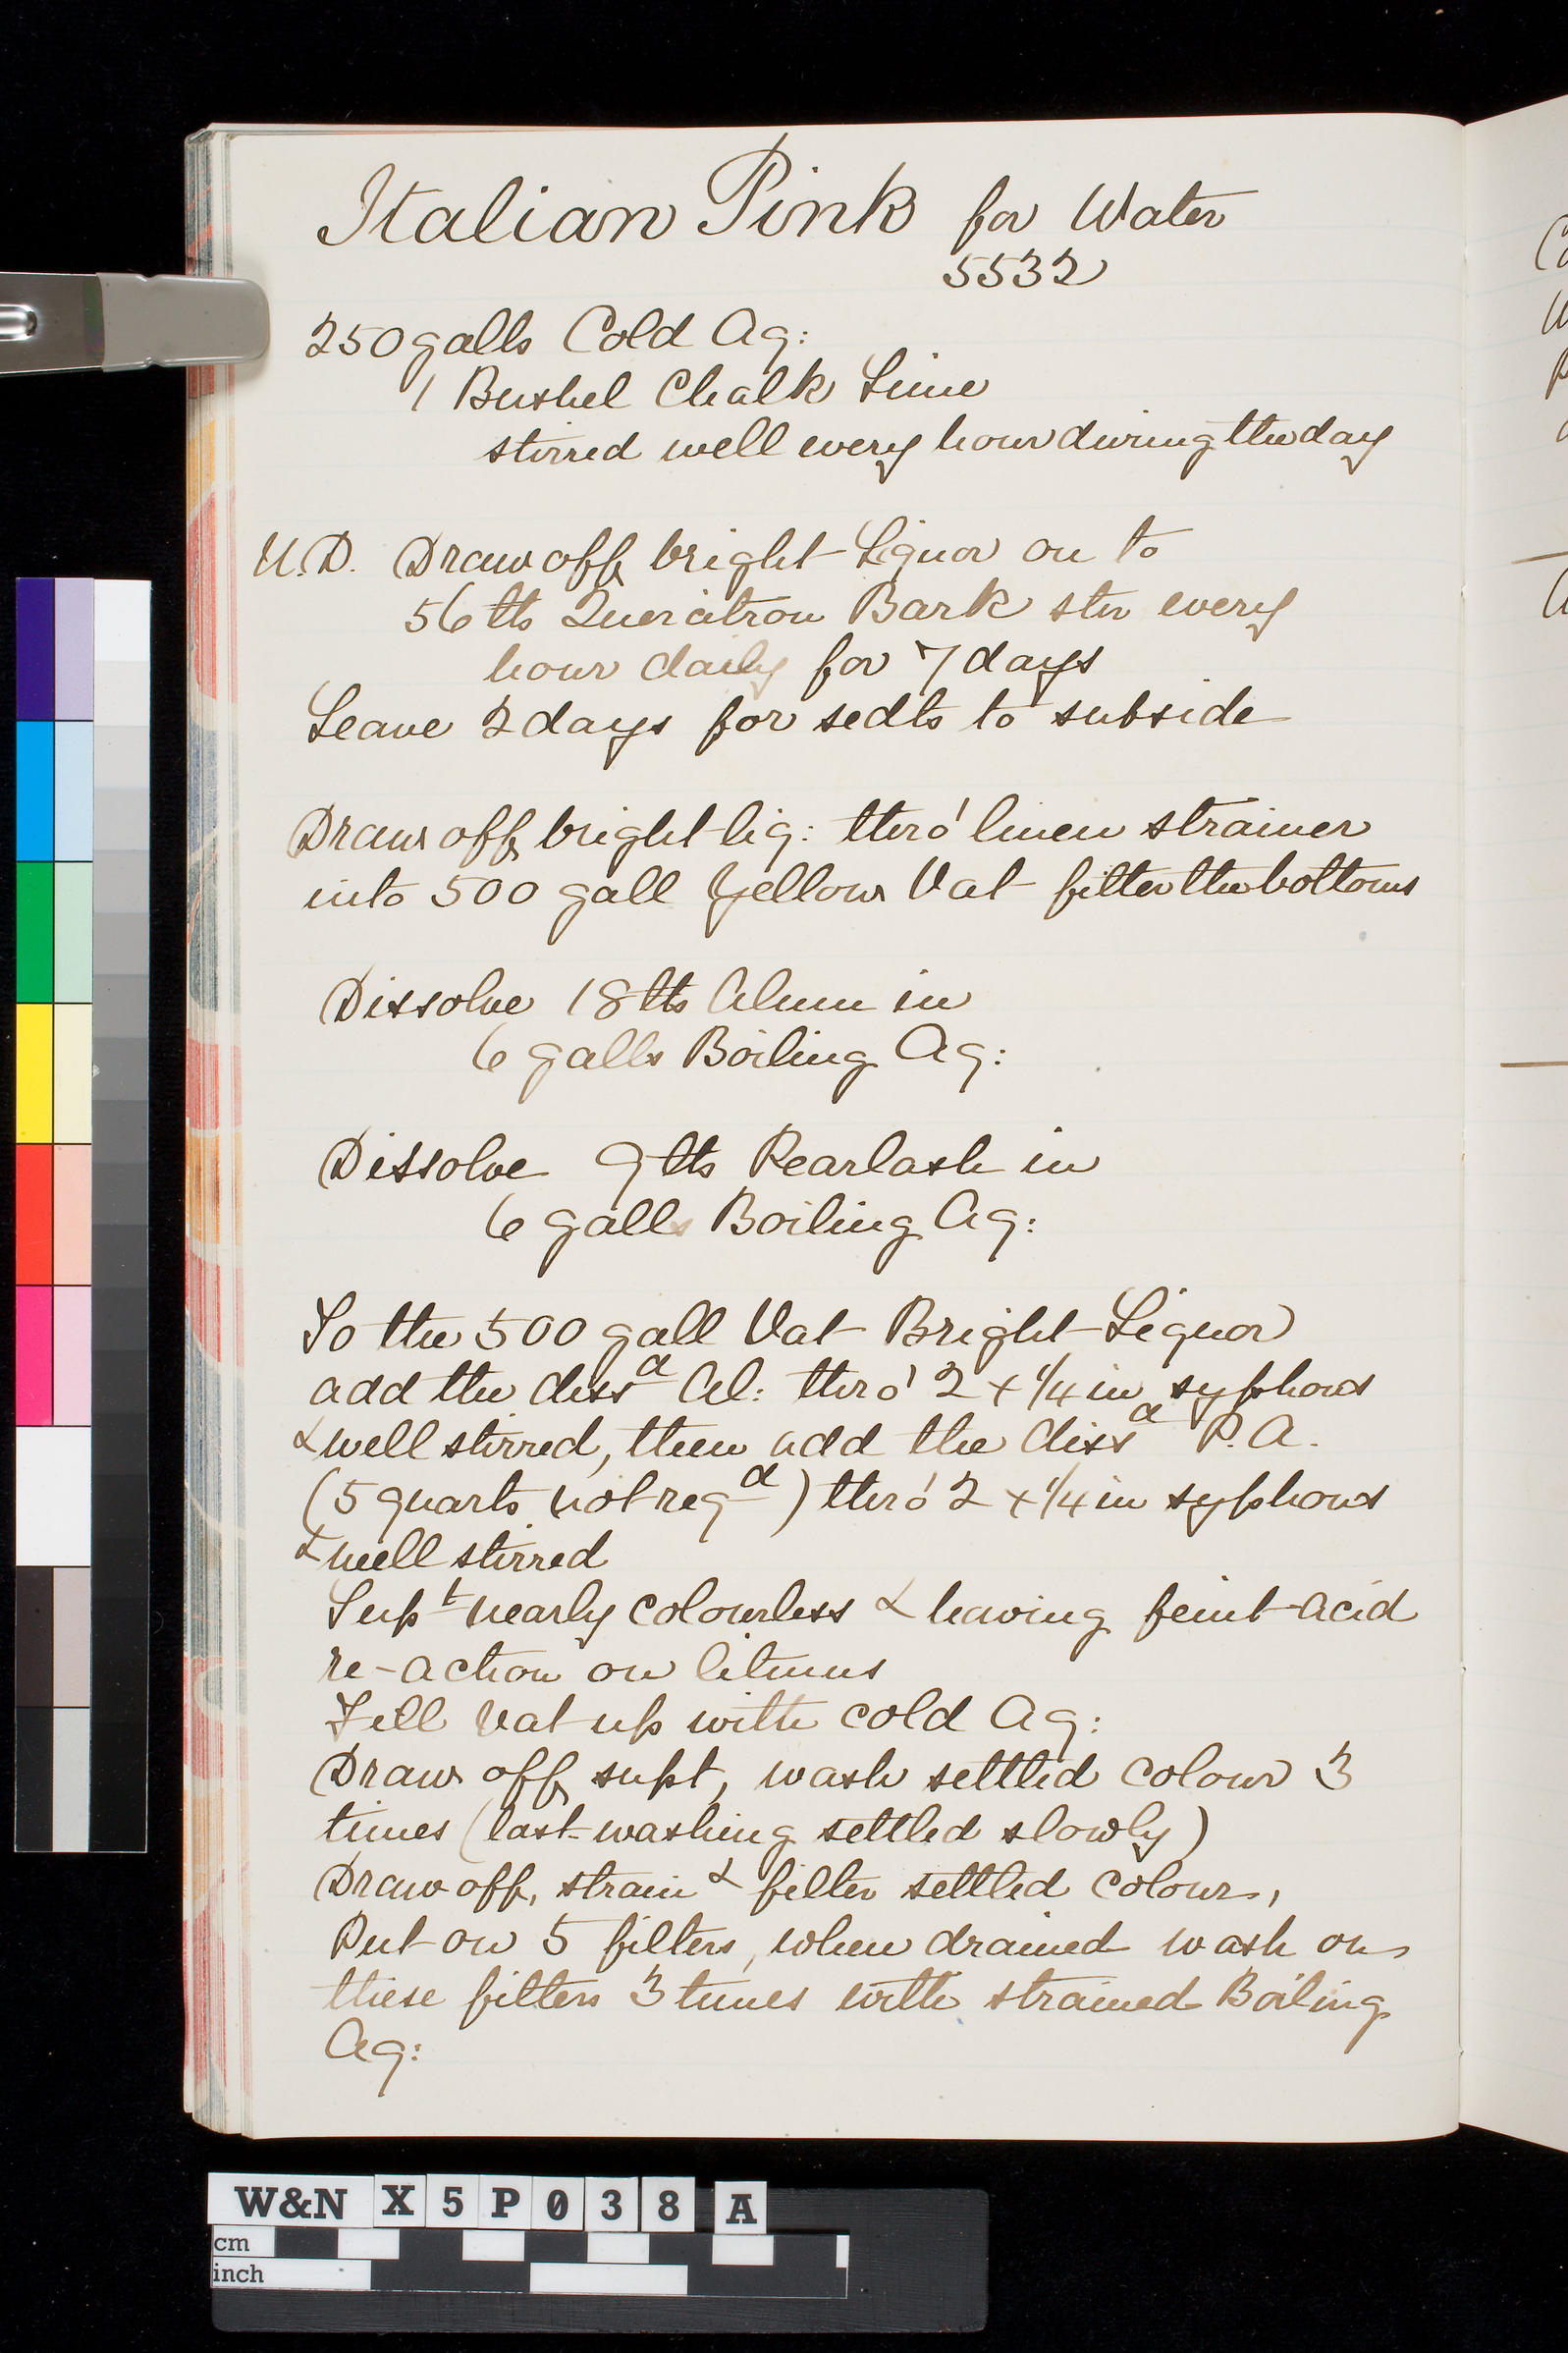 Italian Pink for Water
5532
250 galls Cold Aq:
1 Bushel Chalk Lime
stirred well every hour during the day
N.D. Draw off bright Liquor on to
56 lbs Quercitron Bark stir every
hour daily for 7 days
Leave 2 days for sedts to subside
Draw off bright liq: thro' linen strainer
into 500 gall Yellow Vat filter the bottoms
Dissolve 18 lbs Alum in
6 galls Boiling Aq:
Dissolve 9 lbs Pearlash in
6 galls Boiling Aq:
To the 500 gall Vat Bright Liquor
add the dissd Al: thro' 2 x 1/4 in syphons
& well stirred, then add the dissd P.A.
(5 quarts not reqd) thro' 2 x 1/4 in syphons
& well stirred
Supt nearly colourless & having feint acid
re-action on litmus
Fill Vat up with cold Aq:
Draw off supt, wash settled colour 3
times (last washing settled slowly)
Draw off, strain & filter settled colour,
Put on 5 filters, when drained wash on
these filters 3 times with strained Boiling
Aq:
W&N X5P038 A
cm
inch